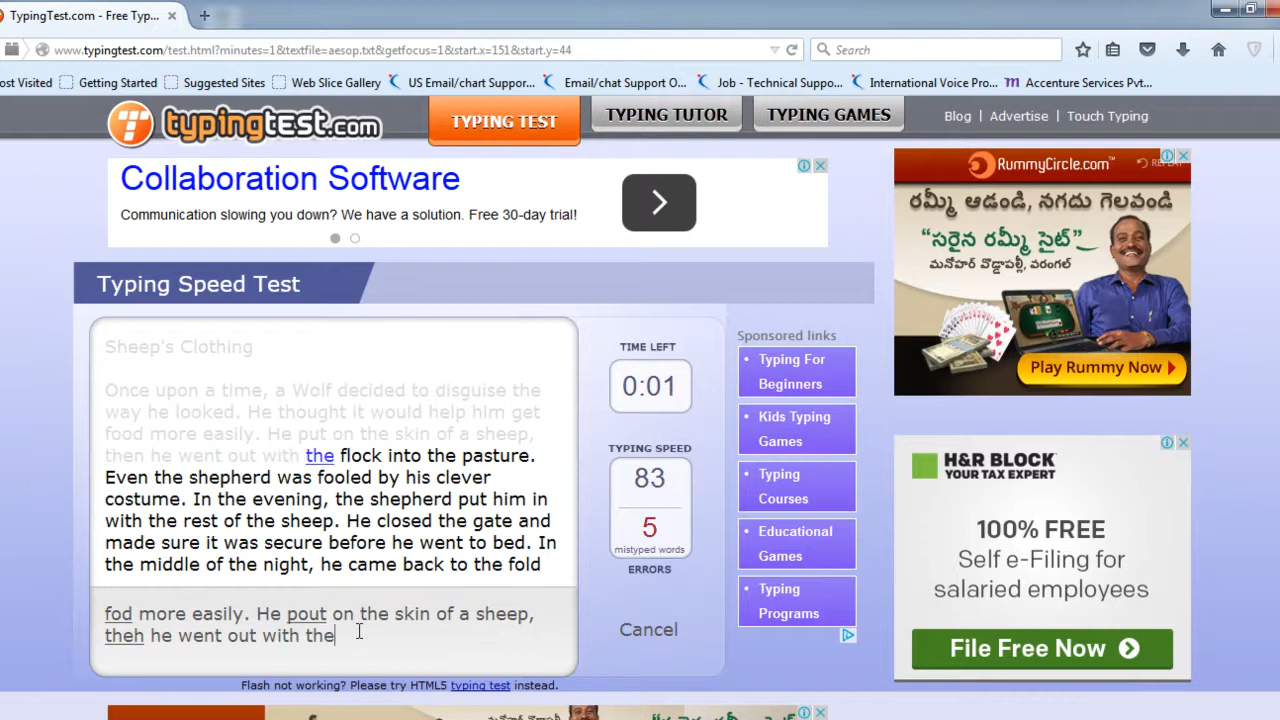 TypingTest.com - Free Typ...
www.typingtest.com/test.html?minutes=1&textfile=aesop.txt&getfocus=1&start.x=151&start.y=44
Search
ost Visited Getting Started Suggested Sites Web Slice Gallery US Email/chart Suppor... Email/chart Support O... Job - Technical Suppo... International Voice Pro... Accenture Services Pvt...
typingtest.com
TYPING TEST
TYPING TUTOR
TYPING GAMES
Blog Advertise Touch Typing
Collaboration Software
Communication slowing you down? We have a solution. Free 30-day trial!
RummyCircle.com™
రమ్మీ ఆడండి, నగదు గెలవండి
“సరైన రమ్మీ సైట్”
మనోహర్ వొడ్డాపల్లీ, వరంగల్
Play Rummy Now
Typing Speed Test
Sheep's Clothing
Once upon a time, a Wolf decided to disguise the
way he looked. He thought it would help him get
food more easily. He put on the skin of a sheep,
then he went out with the flock into the pasture.
Even the shepherd was fooled by his clever
costume. In the evening, the shepherd put him in
with the rest of the sheep. He closed the gate and
made sure it was secure before he went to bed. In
the middle of the night, he came back to the fold
fod more easily. He pout on the skin of a sheep,
theh he went out with the
TIME LEFT
0:01
TYPING SPEED
83
5
mistyped words
ERRORS
Cancel
Sponsored links
Typing For
Beginners
Kids Typing
Games
Typing
Courses
Educational
Games
Typing
Programs
H&R BLOCK
YOUR TAX EXPERT
100% FREE
Self e-Filing for
salaried employees
File Free Now
Flash not working? Please try HTML5 typing test instead.